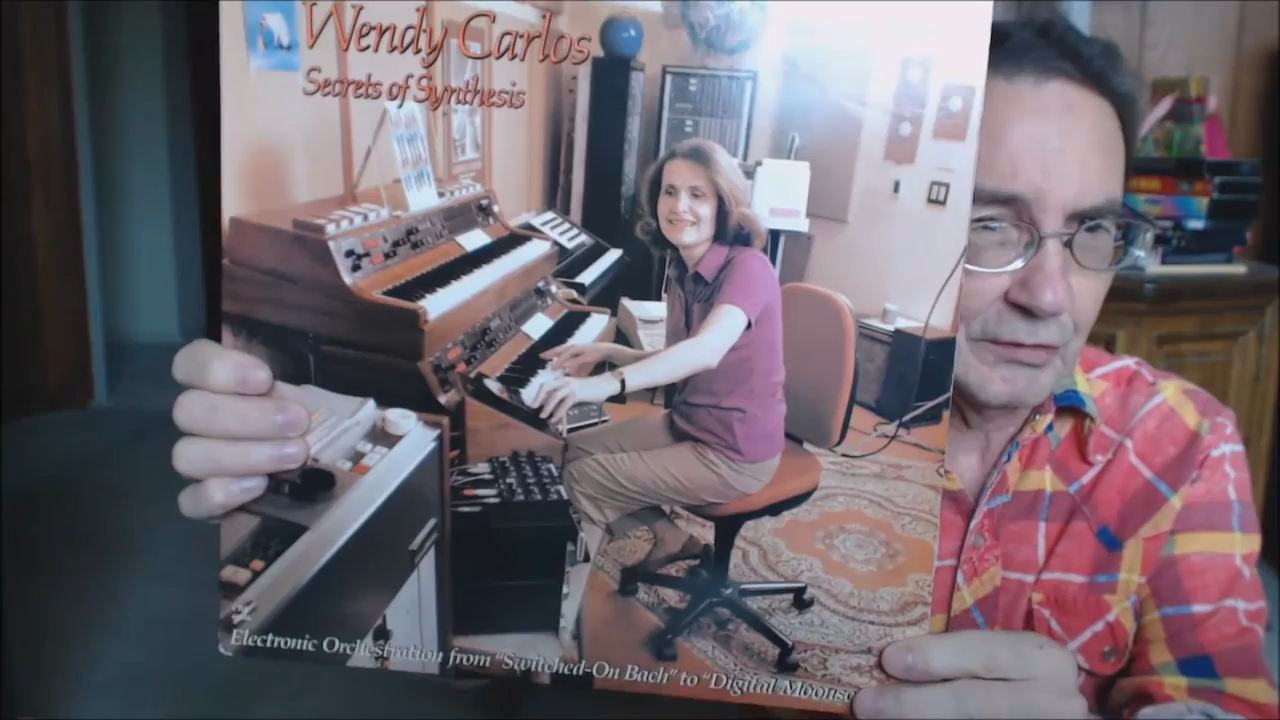 Wendy Carlos
Secrets of Synthesis
Electronic Orchestration from "Switched-On Bach" to "Digital Moonsc